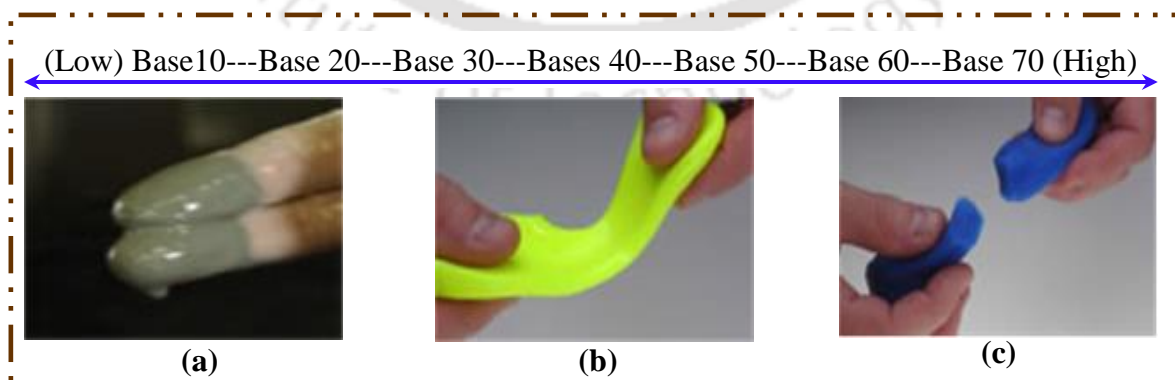 (Low) Base10---Base 20---Base 30---Bases 40---Base 50---Base 60---Base 70 (High)
(a)
(b)
(c)